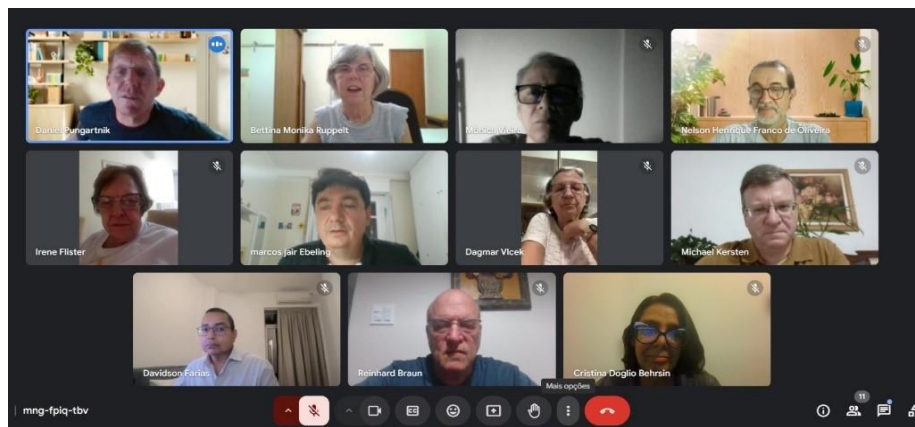 Daniel Pungartnik
Bettina Monika Ruppelt
Nelson Henrique Franco de Oliveira
Irene Flister
marcos jair Ebeling
Dagmar Vlcek
Michael Kersten
Davidson Farias
Reinhard Braun
Cristina Doglio Behrsin
Mais opções
mng-fpiq-tbv
CC
11